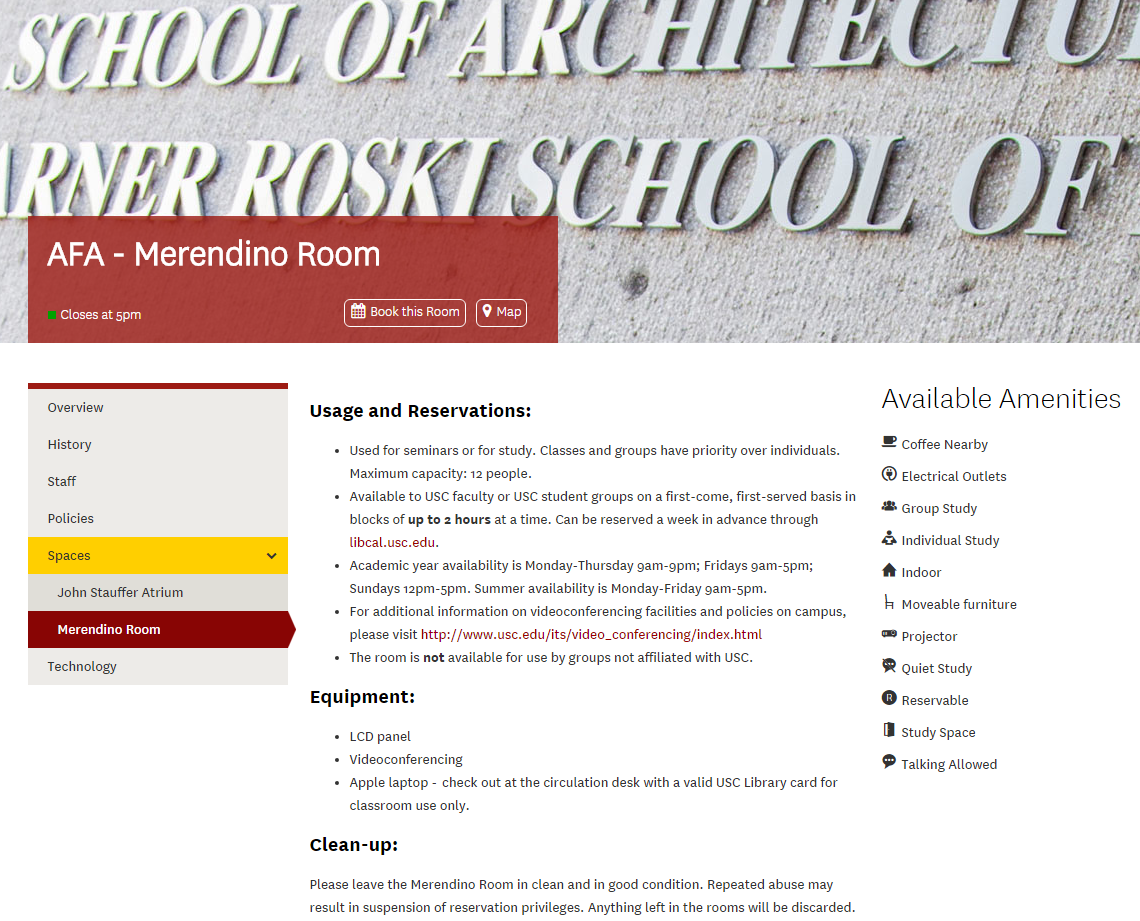 SCHOOL OF ARCHITECTU
ARNER ROSKI SCHOOL OF
AFA - Merendino Room
Closes at 5pm
Book this Room
Map
Overview
History
Staff
Policies
Spaces
John Stauffer Atrium
Merendino Room
Technology
Usage and Reservations:
Used for seminars or for study. Classes and groups have priority over individuals.
Maximum capacity: 12 people.
Available to USC faculty or USC student groups on a first-come, first-served basis in
blocks of up to 2 hours at a time. Can be reserved a week in advance through
libcal.usc.edu.
Academic year availability is Monday-Thursday 9am-9pm; Fridays 9am-5pm;
Sundays 12pm-5pm. Summer availability is Monday-Friday 9am-5pm.
For additional information on videoconferencing facilities and policies on campus,
please visit http://www.usc.edu/its/video_conferencing/index.html
The room is not available for use by groups not affiliated with USC.
Equipment:
LCD panel
Videoconferencing
Apple laptop - check out at the circulation desk with a valid USC Library card for
classroom use only.
Clean-up:
Please leave the Merendino Room in clean and in good condition. Repeated abuse may
result in suspension of reservation privileges. Anything left in the rooms will be discarded.
Available Amenities
Coffee Nearby
Electrical Outlets
Group Study
Individual Study
Indoor
Moveable furniture
Projector
Quiet Study
R Reservable
Study Space
Talking Allowed